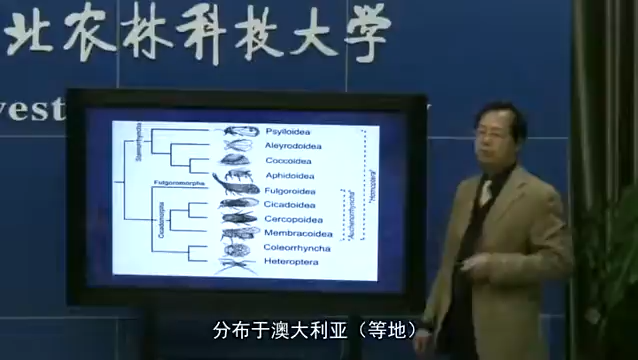 北农林科技大学
vest
y
Psylloidea
Aleyrodoidea
Coccoidea
Aphidoidea
Fulgoromorpha
Fulgoroidea
Cicadoidea
Cercopoidea
Membracoidea
Coleorrhyncha
Heteroptera
Sternorrhyncha
Cicadomorpha
"Auchenorrhyncha"
"Homoptera"
分布于澳大利亚（等地）